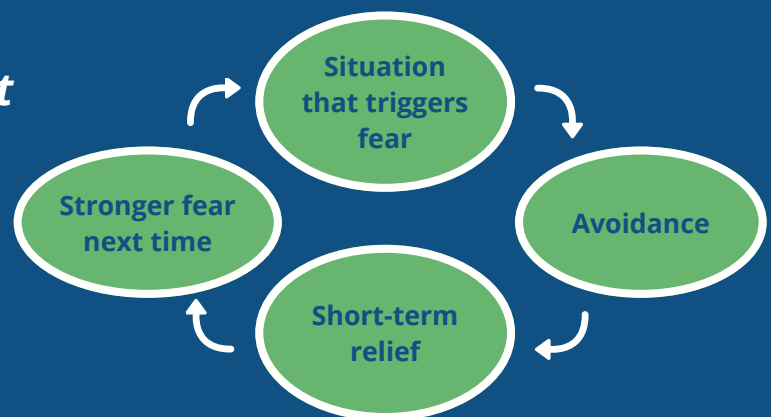 Situation
that triggers
fear
Avoidance
Short-term
relief
Stronger fear
next time